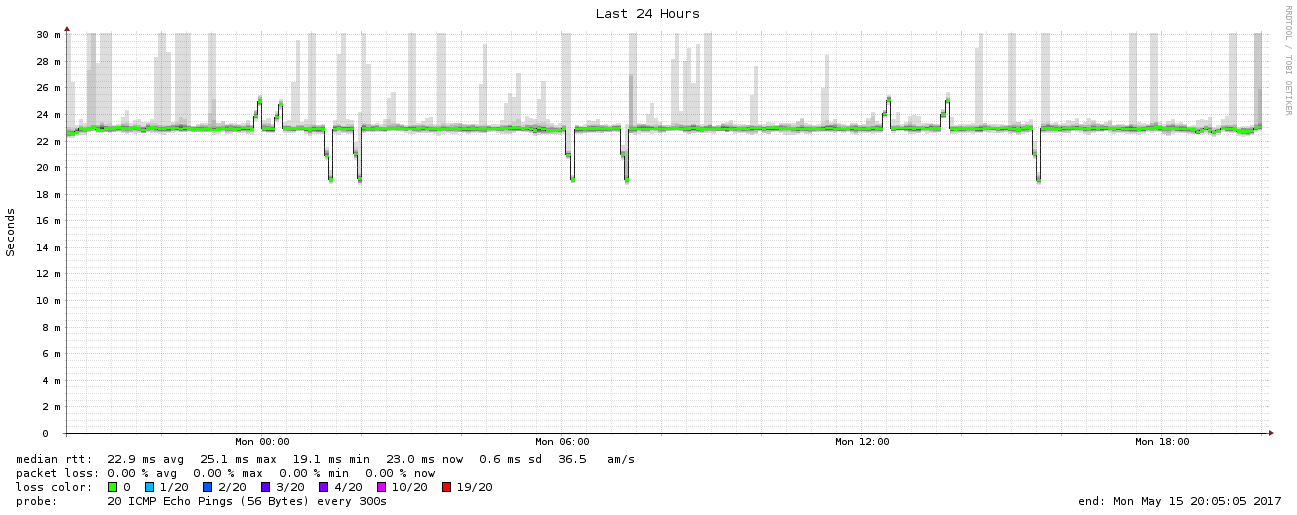 Last 24 Hours
RRDTOOL / TOBI OETIKER
Seconds
30 m
28 m
26 m
24 m
22 m
20 m
18 m
16 m
14 m
12 m
10 m
8 m
6 m
4 m
2 m
0
Mon 00:00 Mon 06:00 Mon 12:00 Mon 18:00
median rtt: 22.9 ms avg 25.1 ms max 19.1 ms min 23.0 ms now 0.6 ms sd 36.5 am/s
packet loss: 0.00 % avg 0.00 % max 0.00 % min 0.00 % now
loss color: 0 1/20 2/20 3/20 4/20 10/20 19/20
probe: 20 ICMP Echo Pings (56 Bytes) every 300s end: Mon May 15 20:05:05 2017